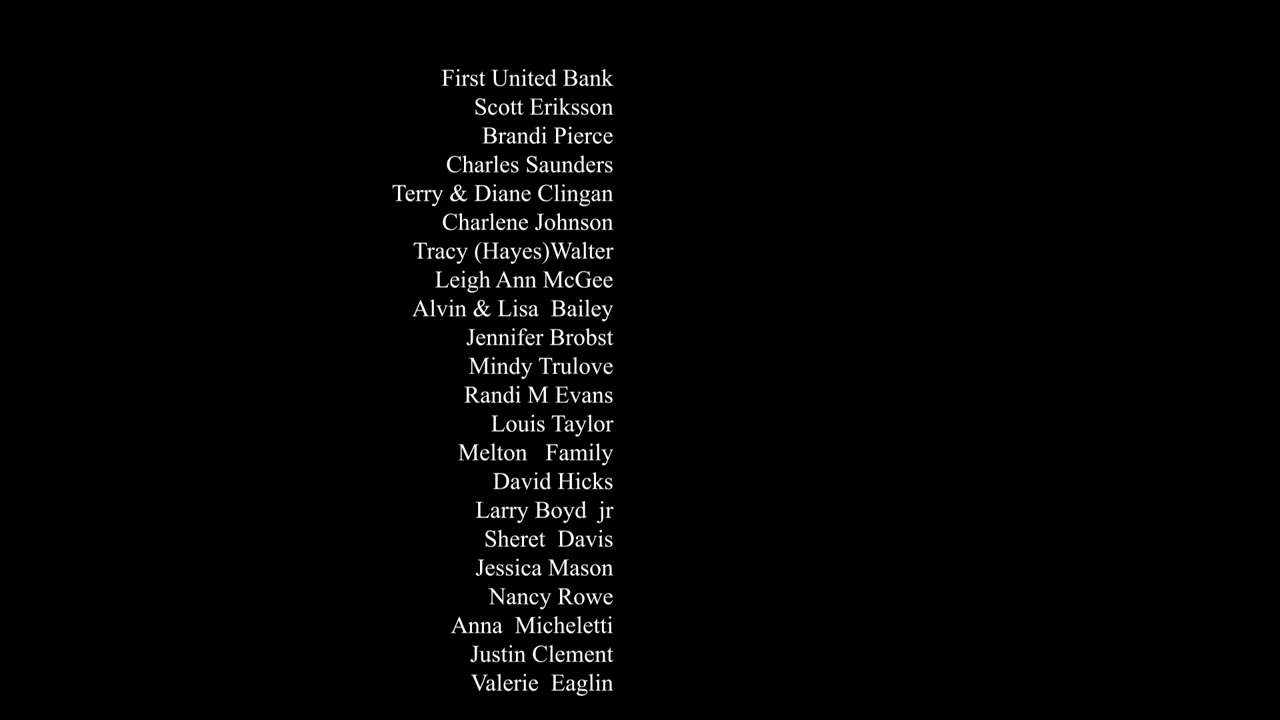 First United Bank
Scott Eriksson
Brandi Pierce
Charles Saunders
Terry & Diane Clingan
Charlene Johnson
Tracy (Hayes)Walter
Leigh Ann McGee
Alvin & Lisa  Bailey
Jennifer Brobst
Mindy Trulove
Randi M Evans
Louis Taylor
Melton   Family
David Hicks
Larry Boyd  jr
Sheret  Davis
Jessica Mason
Nancy Rowe
Anna  Micheletti
Justin Clement
Valerie  Eaglin